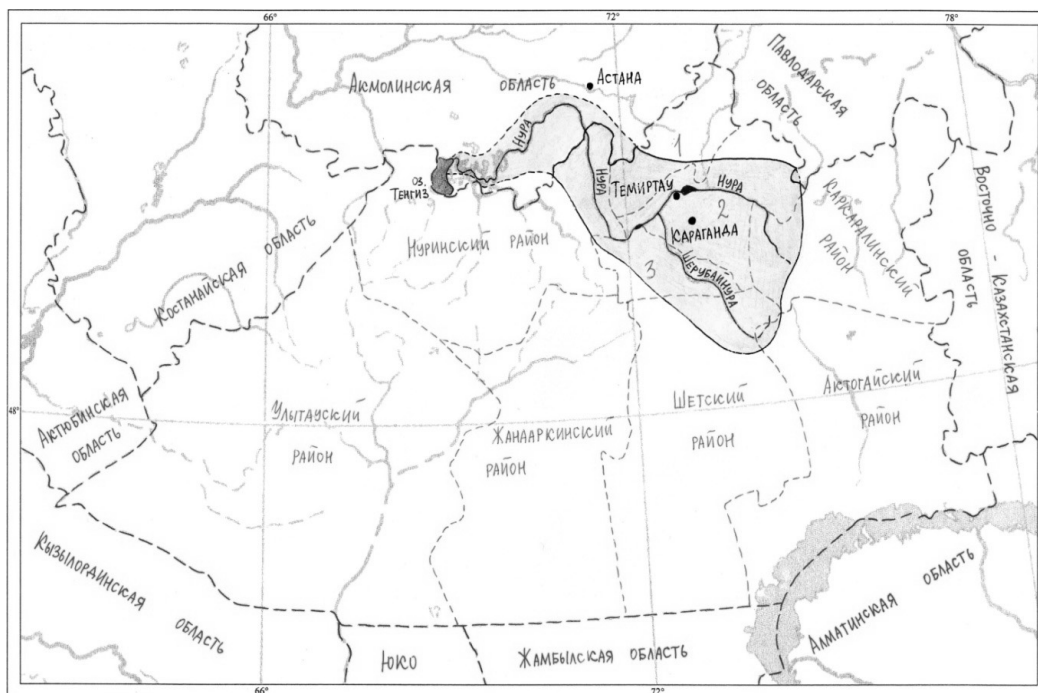 66°
72°
78°
Астана
Акмолинская область
Павлодарская
область
Нура
1
оз.
Тенгиз
Нура
Темиртау
Нура
2
Караганда
3
Шерубайнура
Нуринский район
Каркаралинский
район
Восточно
- Казахстанская
область
Костанайская область
48°
Актюбинская
область
Улытауский
район
Жанааркинский
район
Шетский
район
Актогайский
район
Кызылординская
область
ЮКО
Жамбылская область
Алматинская область
66°
72°